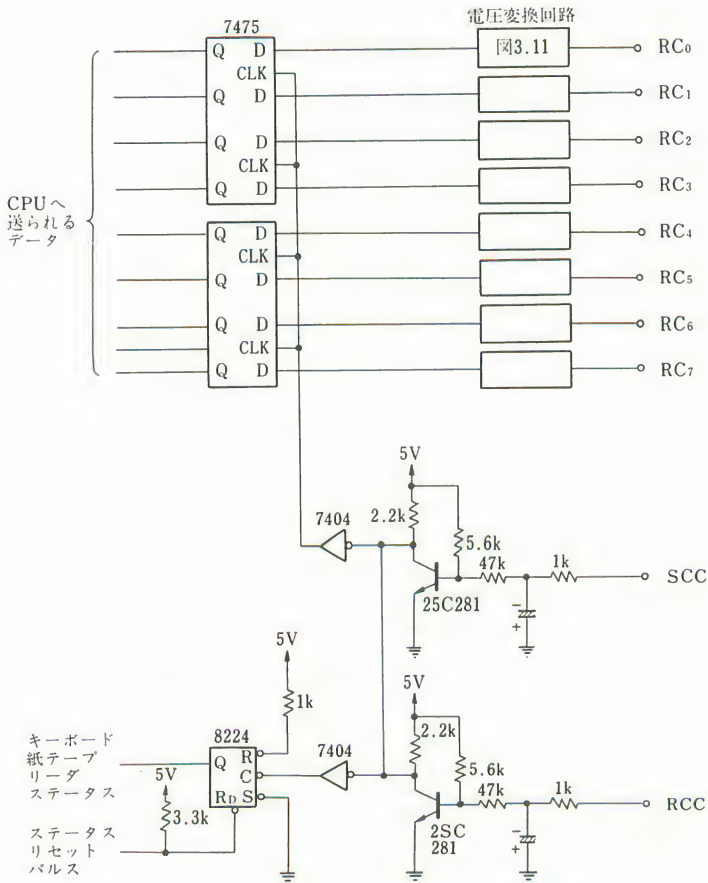 電圧変換回路
7475
図3.11
Q D
CLK
Q D
Q D
CLK
Q D
Q D
CLK
Q D
Q D
CLK
Q D
RC0
RC1
RC2
RC3
RC4
RC5
RC6
RC7
CPUへ
送られる
データ
5V
7404
2.2k
5.6k
47k
1k
SCC
25C281
-
+
5V
1k
5V
2.2k
キーボード
紙テープ
リーダ
ステータス
8224
Q R
C
RD S
7404
5.6k
47k
1k
RCC
5V
3.3k
2SC
281
-
+
ステータス
リセット
パルス